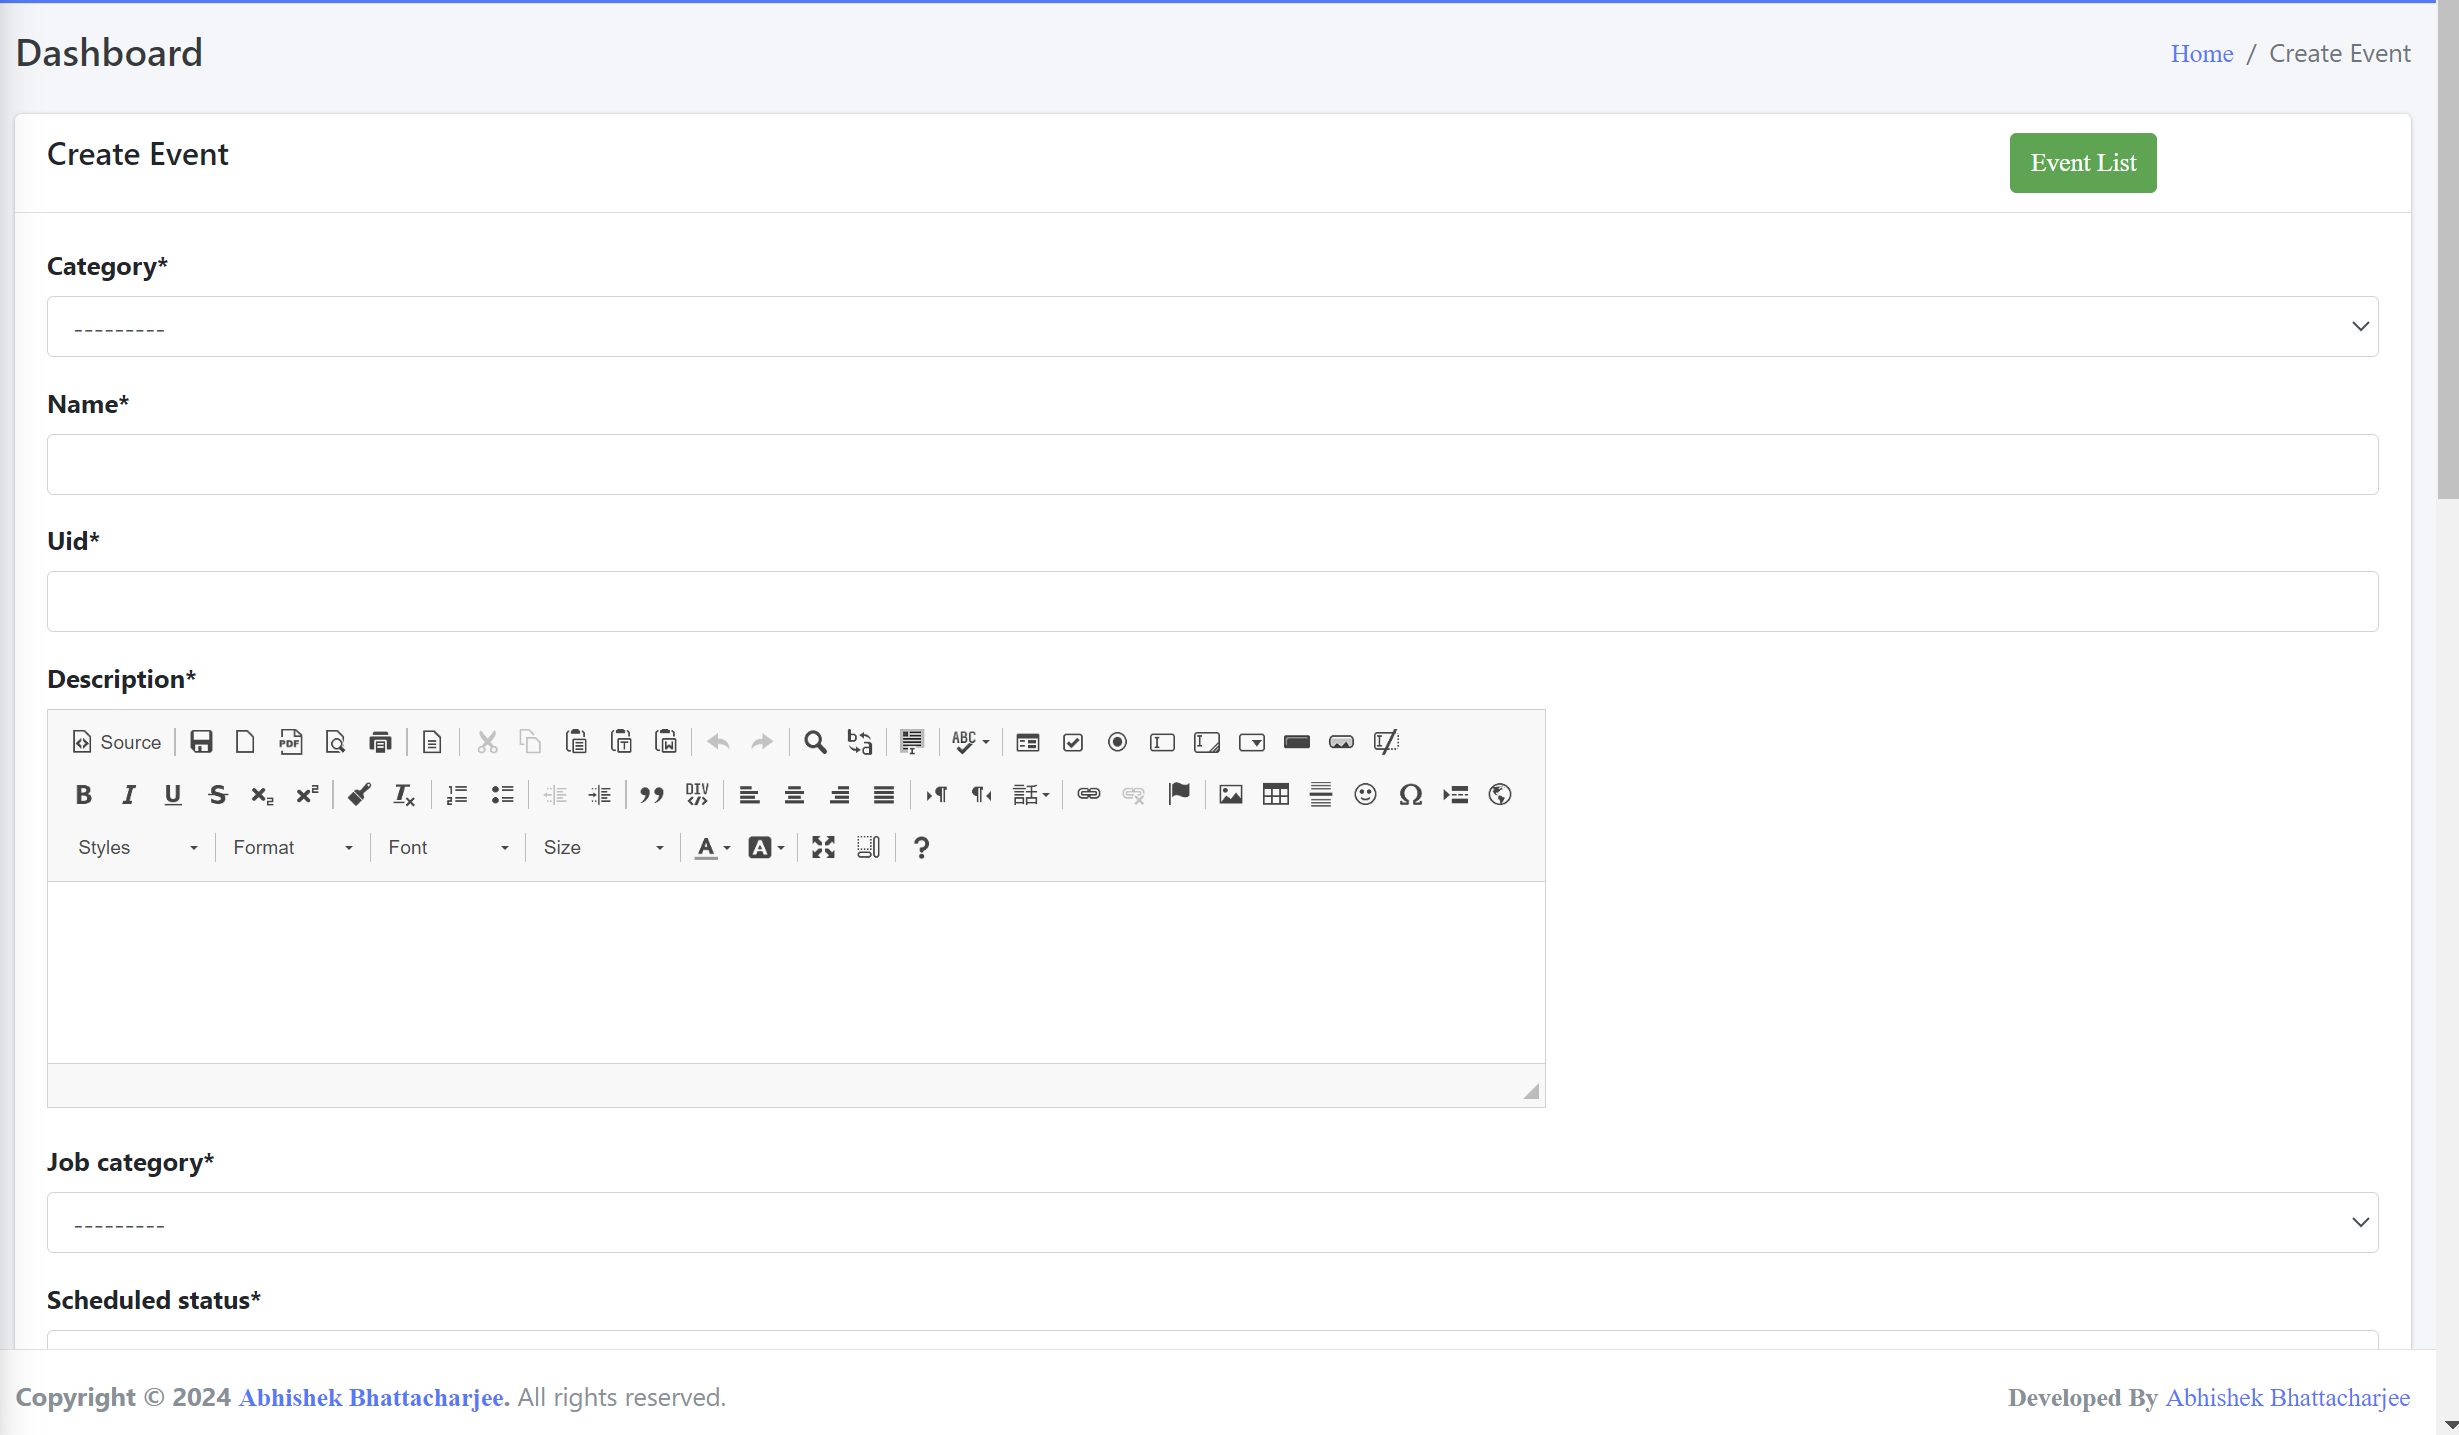 Dashboard
Home / Create Event
Create Event
Event List
Category*
---------
Name*
Uid*
Description*
Source
Styles Format Font Size
Job category*
---------
Scheduled status*
Copyright © 2024 Abhishek Bhattacharjee. All rights reserved.
Developed By Abhishek Bhattacharjee